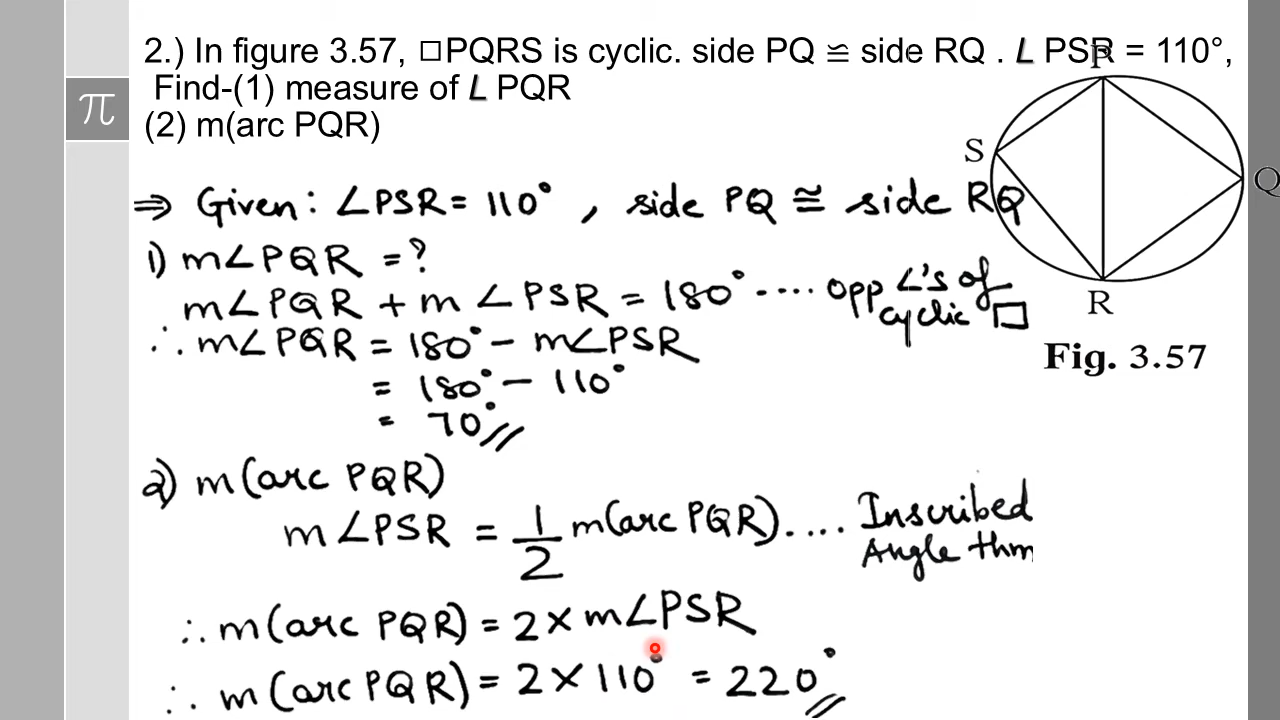 2.) In figure 3.57, □PQRS is cyclic. side PQ ≌ side RQ . ∠ PSR = 110°,
Find-(1) measure of ∠ PQR
(2) m(arc PQR)
π
P
S
Q
R
Fig. 3.57
⇒ Given: ∠PSR = 110° , side PQ ≅ side RQ
1) m∠PQR = ?
m∠PQR + m∠PSR = 180° .... opp ∠'s of cyclic □
∴ m∠PQR = 180° − m∠PSR
= 180° − 110°
= 70° //
2) m(arc PQR)
m∠PSR = 1/2 m(arc PQR).... Inscribed Angle thm
∴ m(arc PQR) = 2 × m∠PSR
∴ m(arc PQR) = 2 × 110° = 220° //